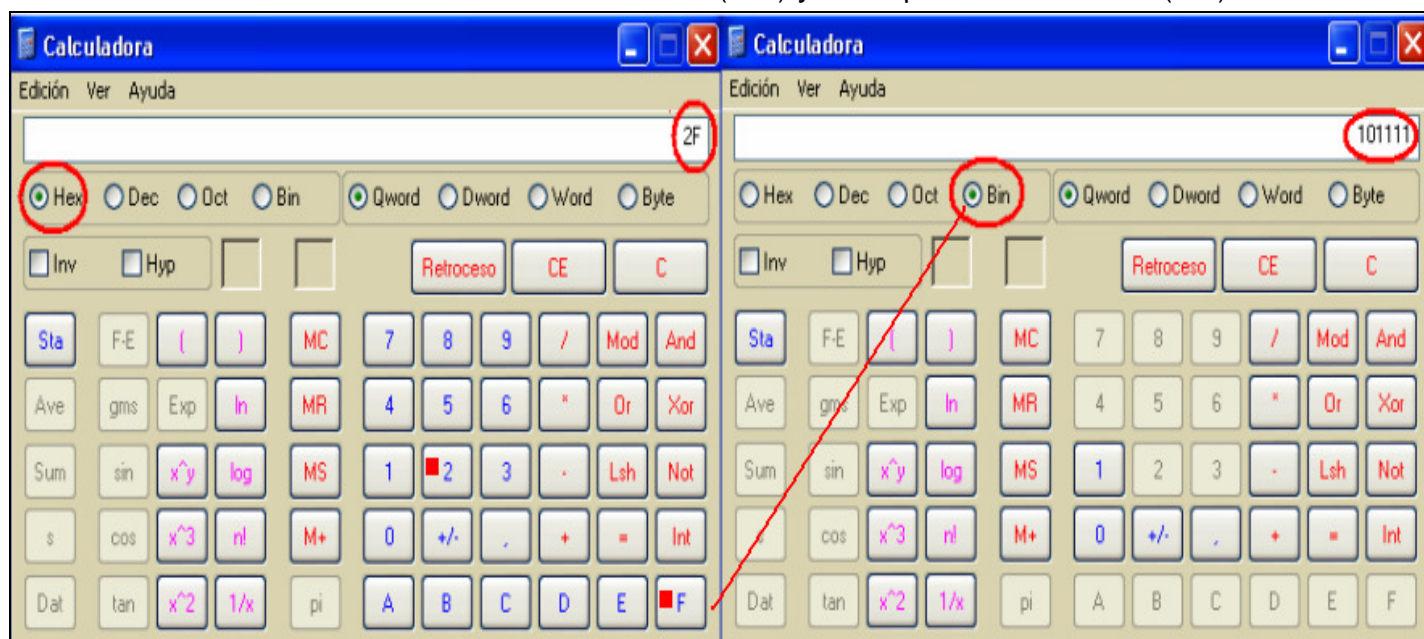 Calculadora
Edición Ver Ayuda
2F
Hex Dec Oct Bin Qword Dword Word Byte
Inv Hyp Retroceso CE C
Sta F-E ( ) MC 7 8 9 / Mod And
Ave gms Exp ln MR 4 5 6 * Or Xor
Sum sin x^y log MS 1 2 3 - Lsh Not
s cos x^3 n! M+ 0 +/- , + = Int
Dat tan x^2 1/x pi A B C D E F
Calculadora
Edición Ver Ayuda
101111
Hex Dec Oct Bin Qword Dword Word Byte
Inv Hyp Retroceso CE C
Sta F-E ( ) MC 7 8 9 / Mod And
Ave gms Exp ln MR 4 5 6 * Or Xor
Sum sin x^y log MS 1 2 3 - Lsh Not
s cos x^3 n! M+ 0 +/- , + = Int
Dat tan x^2 1/x pi A B C D E F